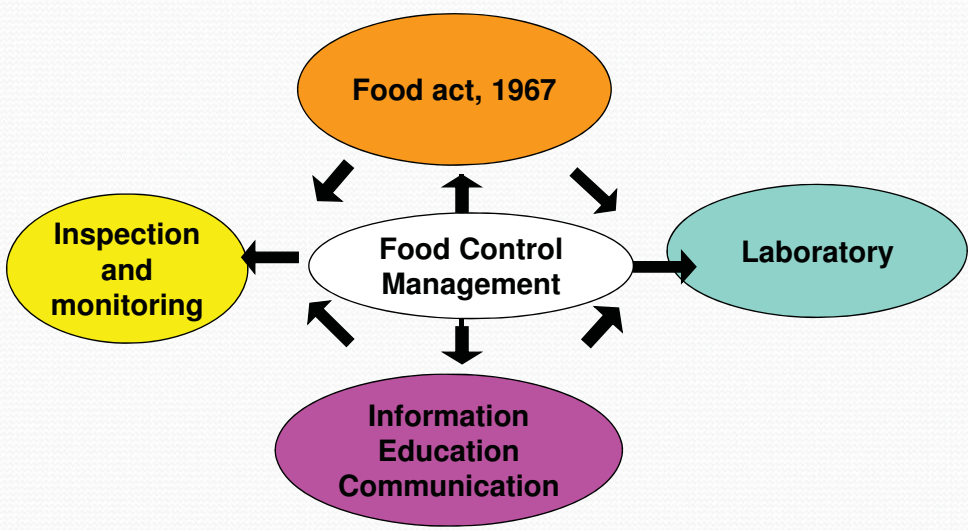 Food act, 1967
Inspection
and
monitoring
Food Control
Management
Laboratory
Information
Education
Communication